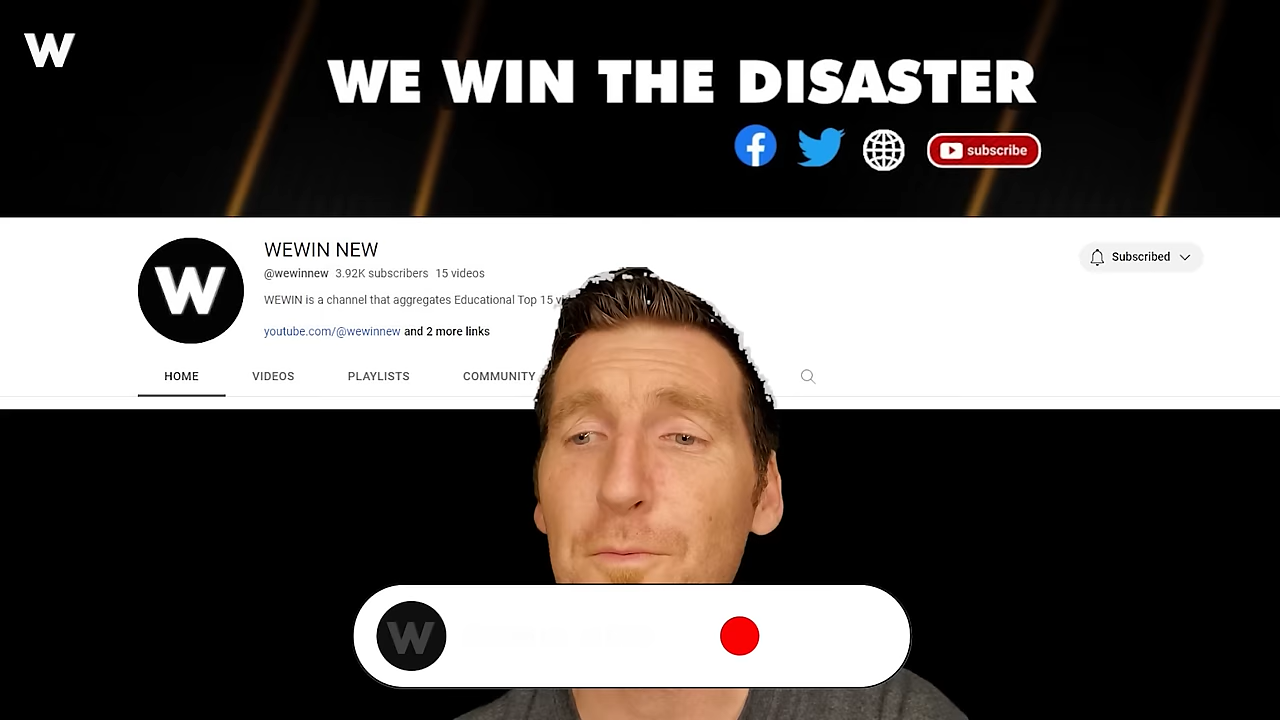 W
WE WIN THE DISASTER
subscribe
W
WEWIN NEW
@wewinnew 3.92K subscribers 15 videos
WEWIN is a channel that aggregates Educational Top 15
youtube.com/@wewinnew and 2 more links
Subscribed
HOME VIDEOS PLAYLISTS COMMUNITY
W